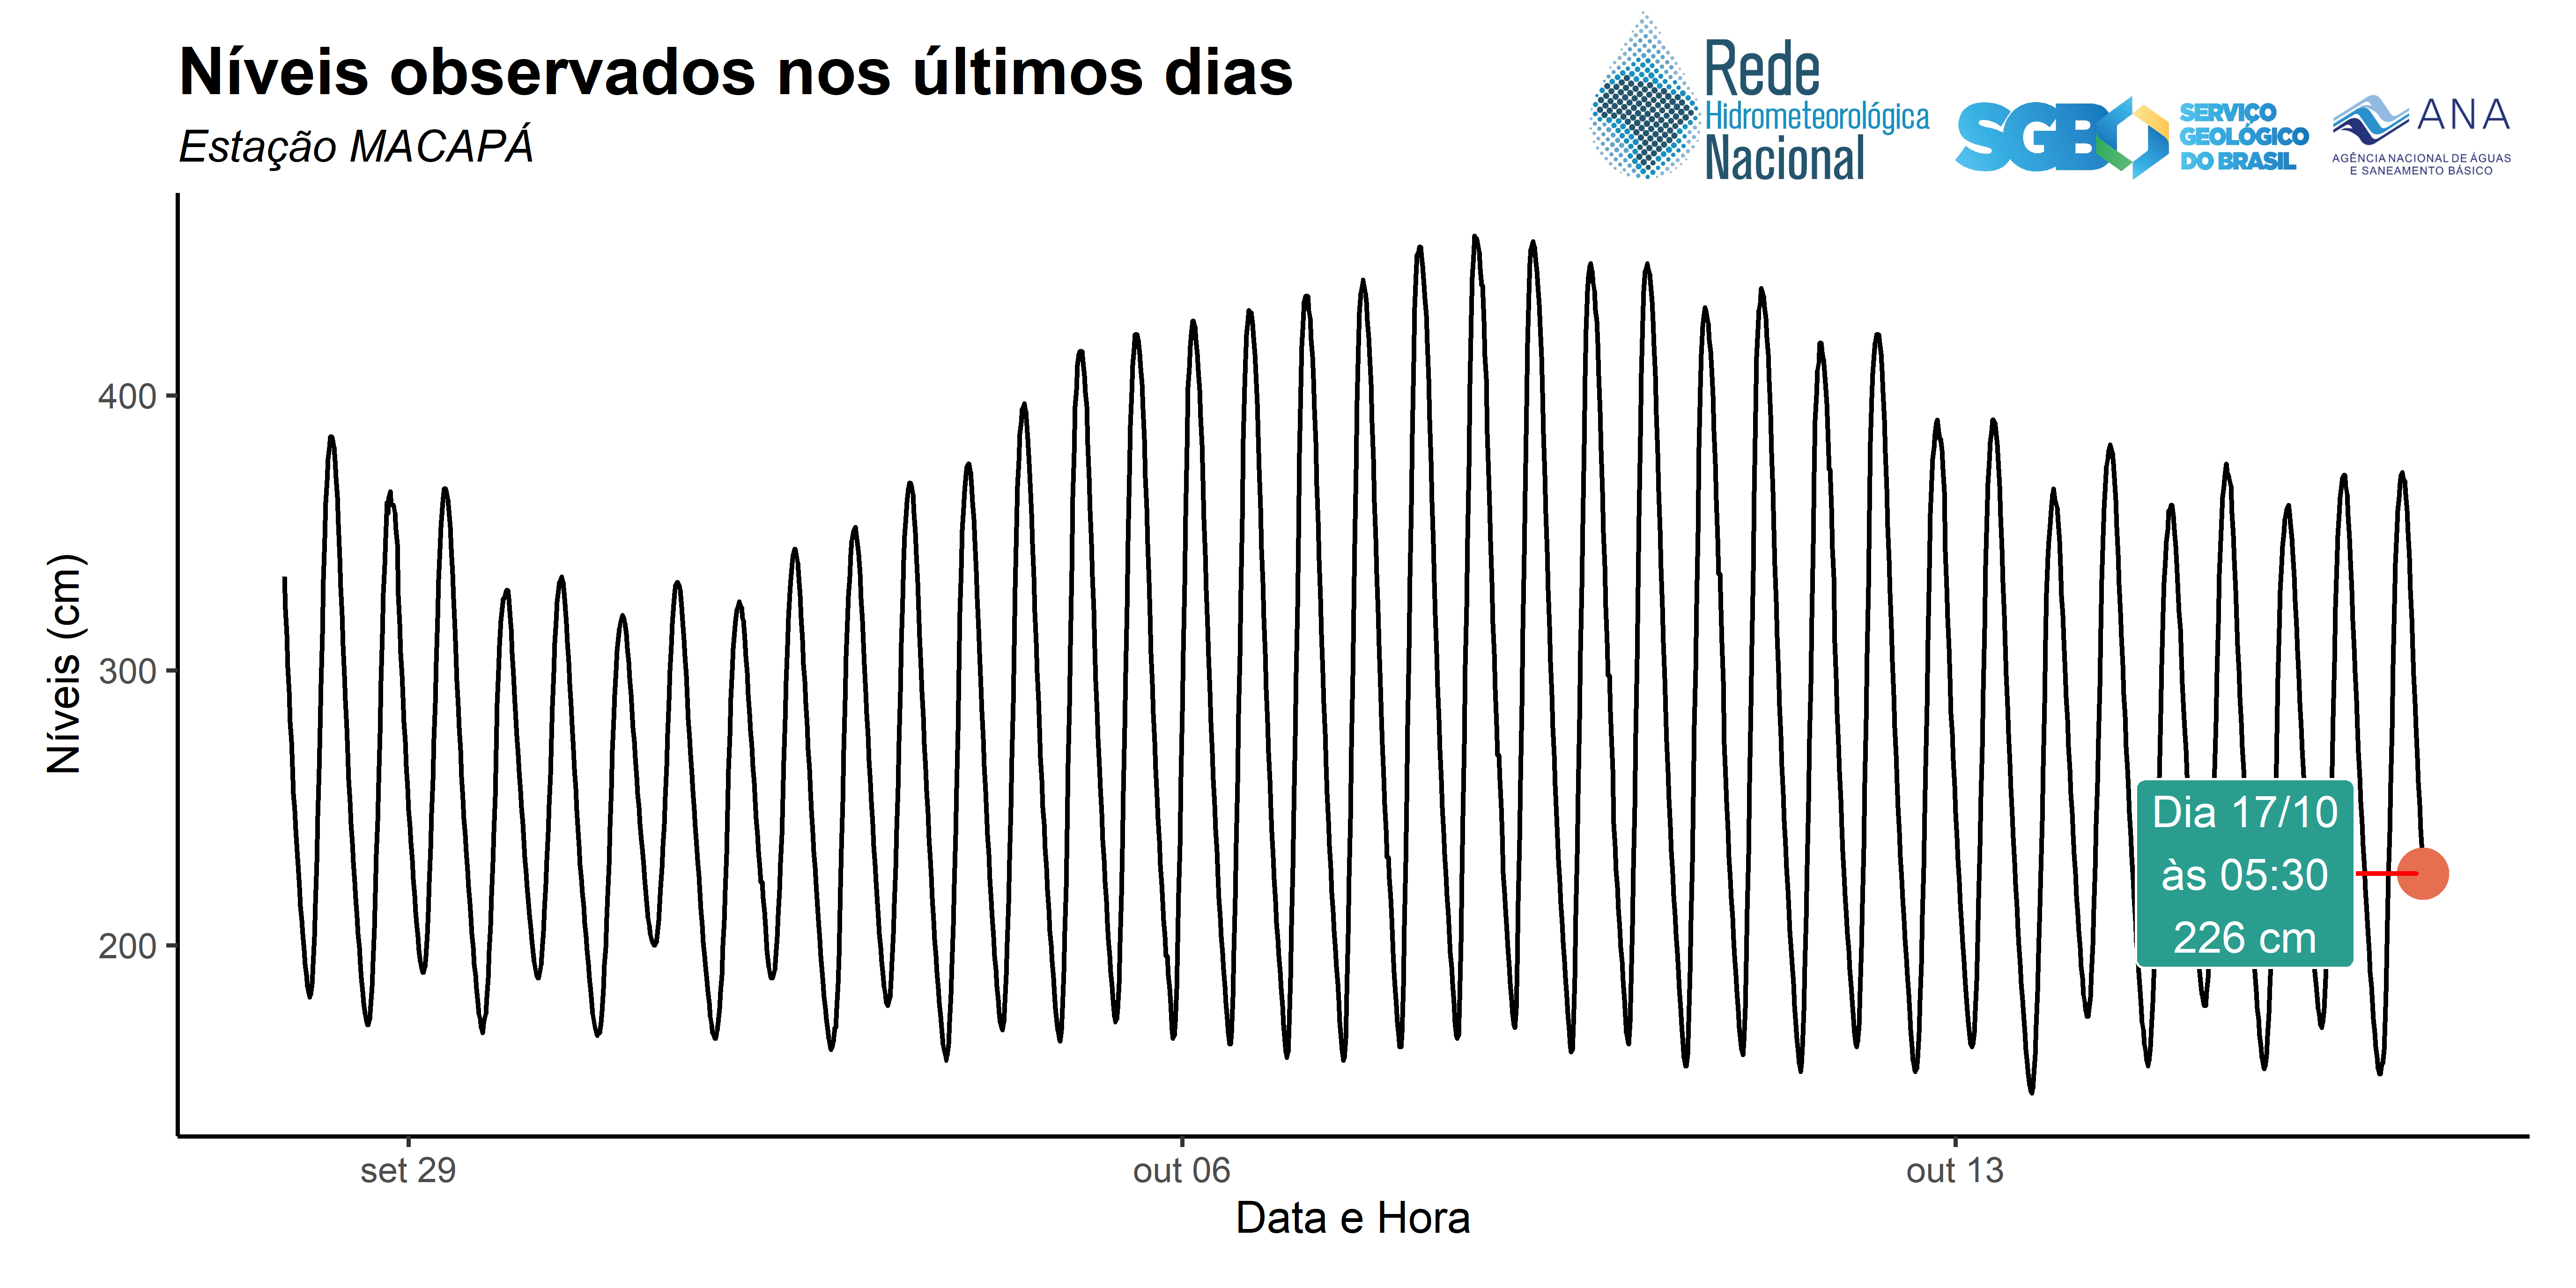 Níveis observados nos últimos dias
Estação MACAPÁ
Rede
Hidrometeorológica
Nacional
SGB
SERVIÇO
GEOLÓGICO
DO BRASIL
ANA
AGÊNCIA NACIONAL DE ÁGUAS
E SANEAMENTO BÁSICO
Níveis (cm)
400
300
200
Dia 17/10
às 05:30
226 cm
set 29
out 06
out 13
Data e Hora